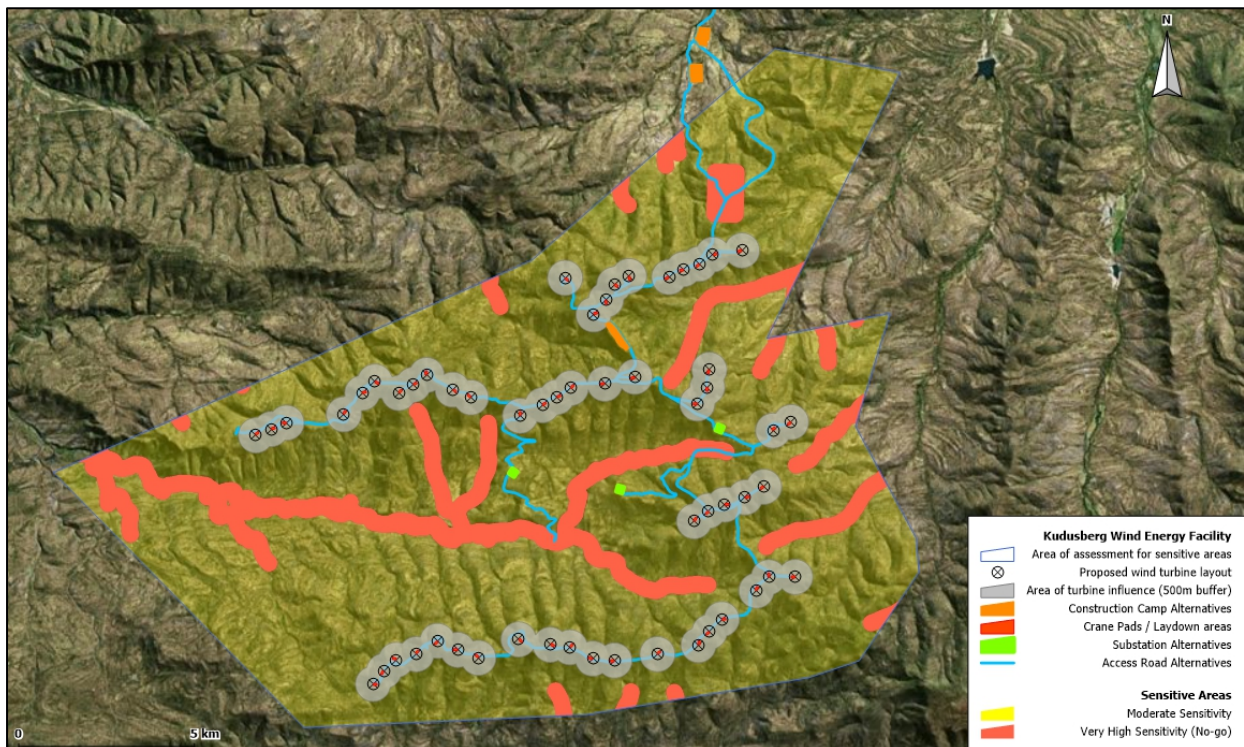 N
Kudusberg Wind Energy Facility
Area of assessment for sensitive areas
Proposed wind turbine layout
Area of turbine influence (500m buffer)
Construction Camp Alternatives
Crane Pads / Laydown areas
Substation Alternatives
Access Road Alternatives
Sensitive Areas
Moderate Sensitivity
Very High Sensitivity (No-go)
0 5 km